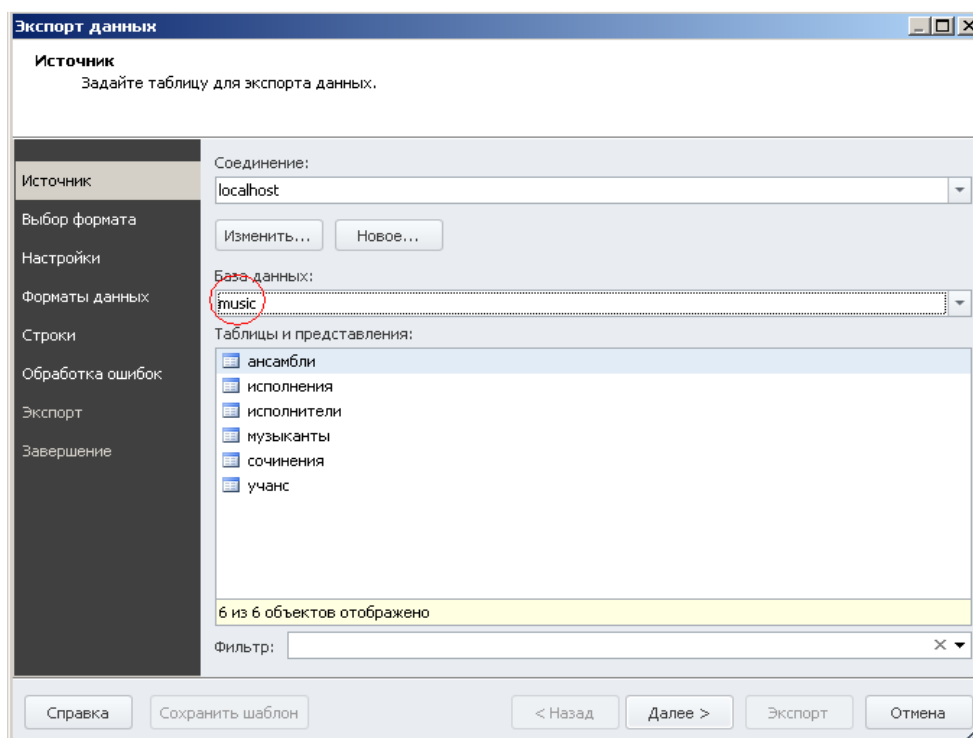 Экспорт данных
Источник
Задайте таблицу для экспорта данных.
Источник
Выбор формата
Настройки
Форматы данных
Строки
Обработка ошибок
Экспорт
Завершение
Соединение:
localhost
Изменить... Новое...
База данных:
music
Таблицы и представления:
ансамбли
исполнения
исполнители
музыканты
сочинения
учанс
6 из 6 объектов отображено
Фильтр:
Справка Сохранить шаблон < Назад Далее > Экспорт Отмена